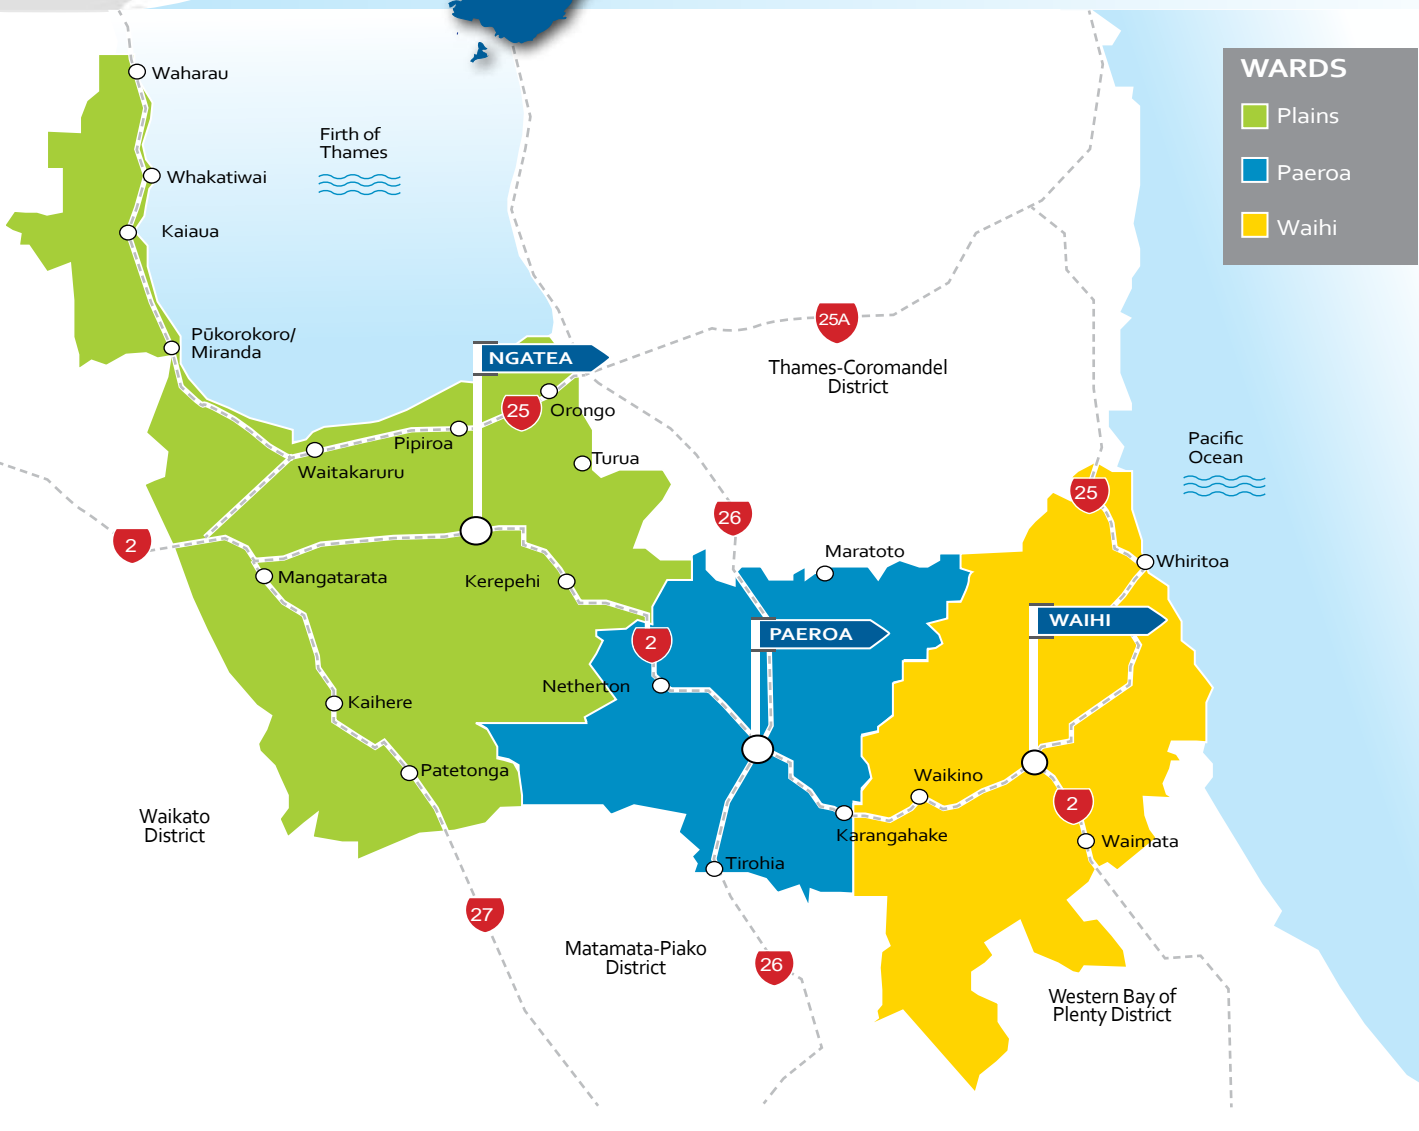 WARDS
Plains
Paeroa
Waihi
Waharau
Firth of
Thames
Whakatiwai
Kaiaua
Pūkorokoro/
Miranda
NGATEA
25A
Thames-Coromandel
District
25
Orongo
Pipiroa
Waitakaruru
Turua
Pacific
Ocean
25
26
2
Maratoto
Whiritoa
Mangatarata
Kerepehi
WAIHI
PAEROA
2
Netherton
Kaihere
Patetonga
Waikino
2
Waikato
District
Karangahake
Waimata
Tirohia
27
Matamata-Piako
District
26
Western Bay of
Plenty District